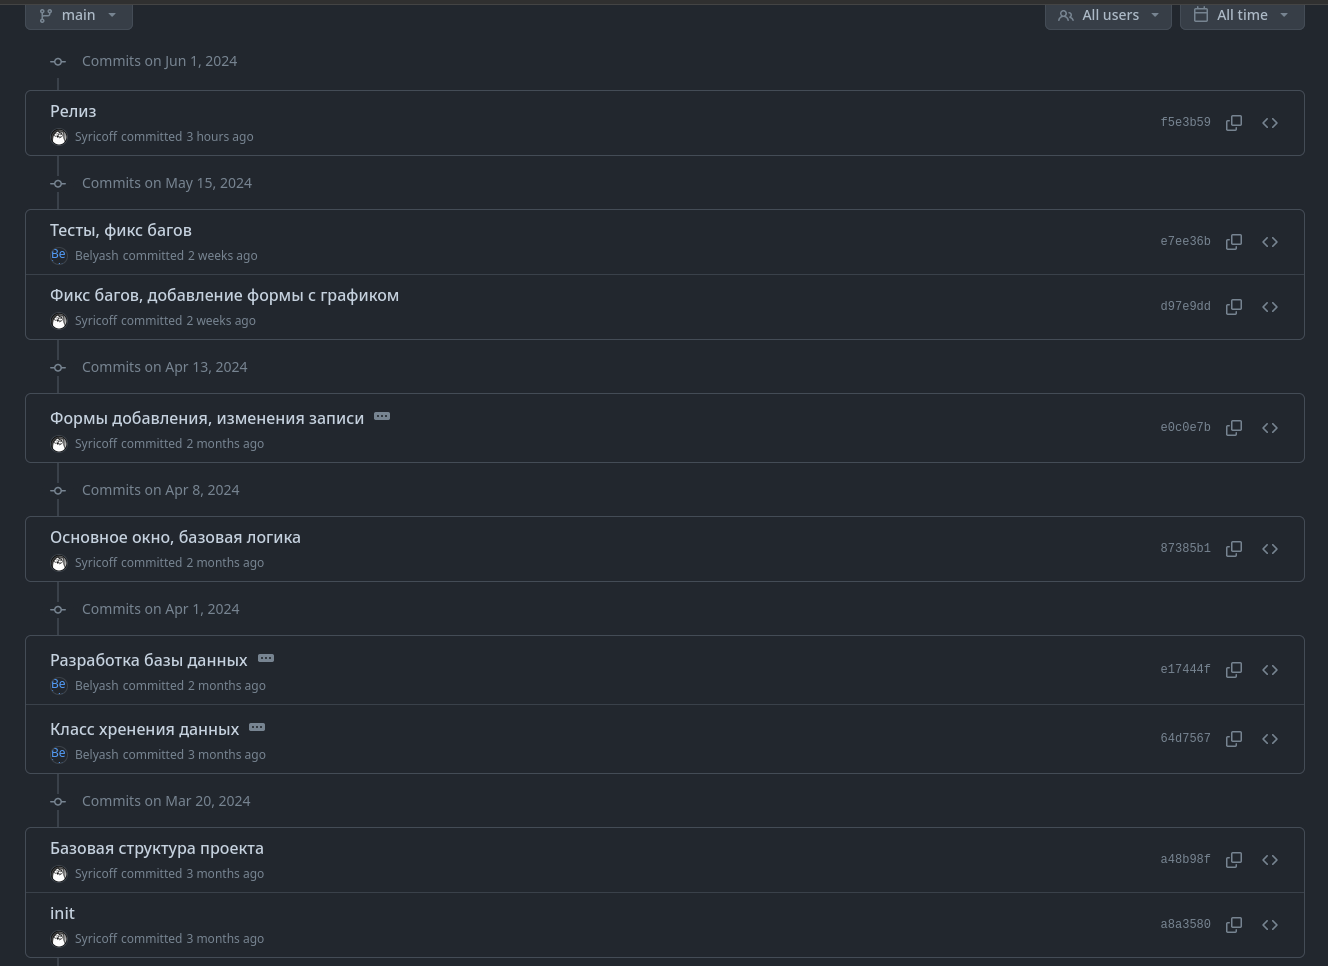 main All users All time
Commits on Jun 1, 2024
Релиз
Syricoff committed 3 hours ago f5e3b59
Commits on May 15, 2024
Тесты, фикс багов
Be Belyash committed 2 weeks ago e7ee36b
Фикс багов, добавление формы с графиком
Syricoff committed 2 weeks ago d97e9dd
Commits on Apr 13, 2024
Формы добавления, изменения записи
Syricoff committed 2 months ago e0c0e7b
Commits on Apr 8, 2024
Основное окно, базовая логика
Syricoff committed 2 months ago 87385b1
Commits on Apr 1, 2024
Разработка базы данных
Be Belyash committed 2 months ago e17444f
Класс хренения данных
Be Belyash committed 3 months ago 64d7567
Commits on Mar 20, 2024
Базовая структура проекта
Syricoff committed 3 months ago a48b98f
init
Syricoff committed 3 months ago a8a3580